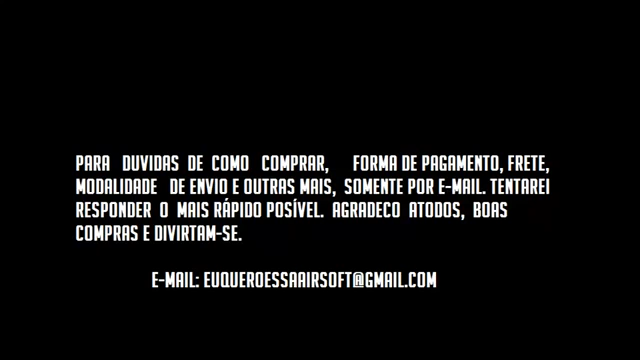 PARA DUVIDAS DE COMO COMPRAR, FORMA DE PAGAMENTO, FRETE,
MODALIDADE DE ENVIO E OUTRAS MAIS, SOMENTE POR E-MAIL. TENTAREI
RESPONDER O MAIS RÁPIDO POSÍVEL. AGRADECO ATODOS, BOAS
COMPRAS E DIVIRTAM-SE.
E-MAIL: EUQUEROESSAAIRSOFT@GMAIL.COM